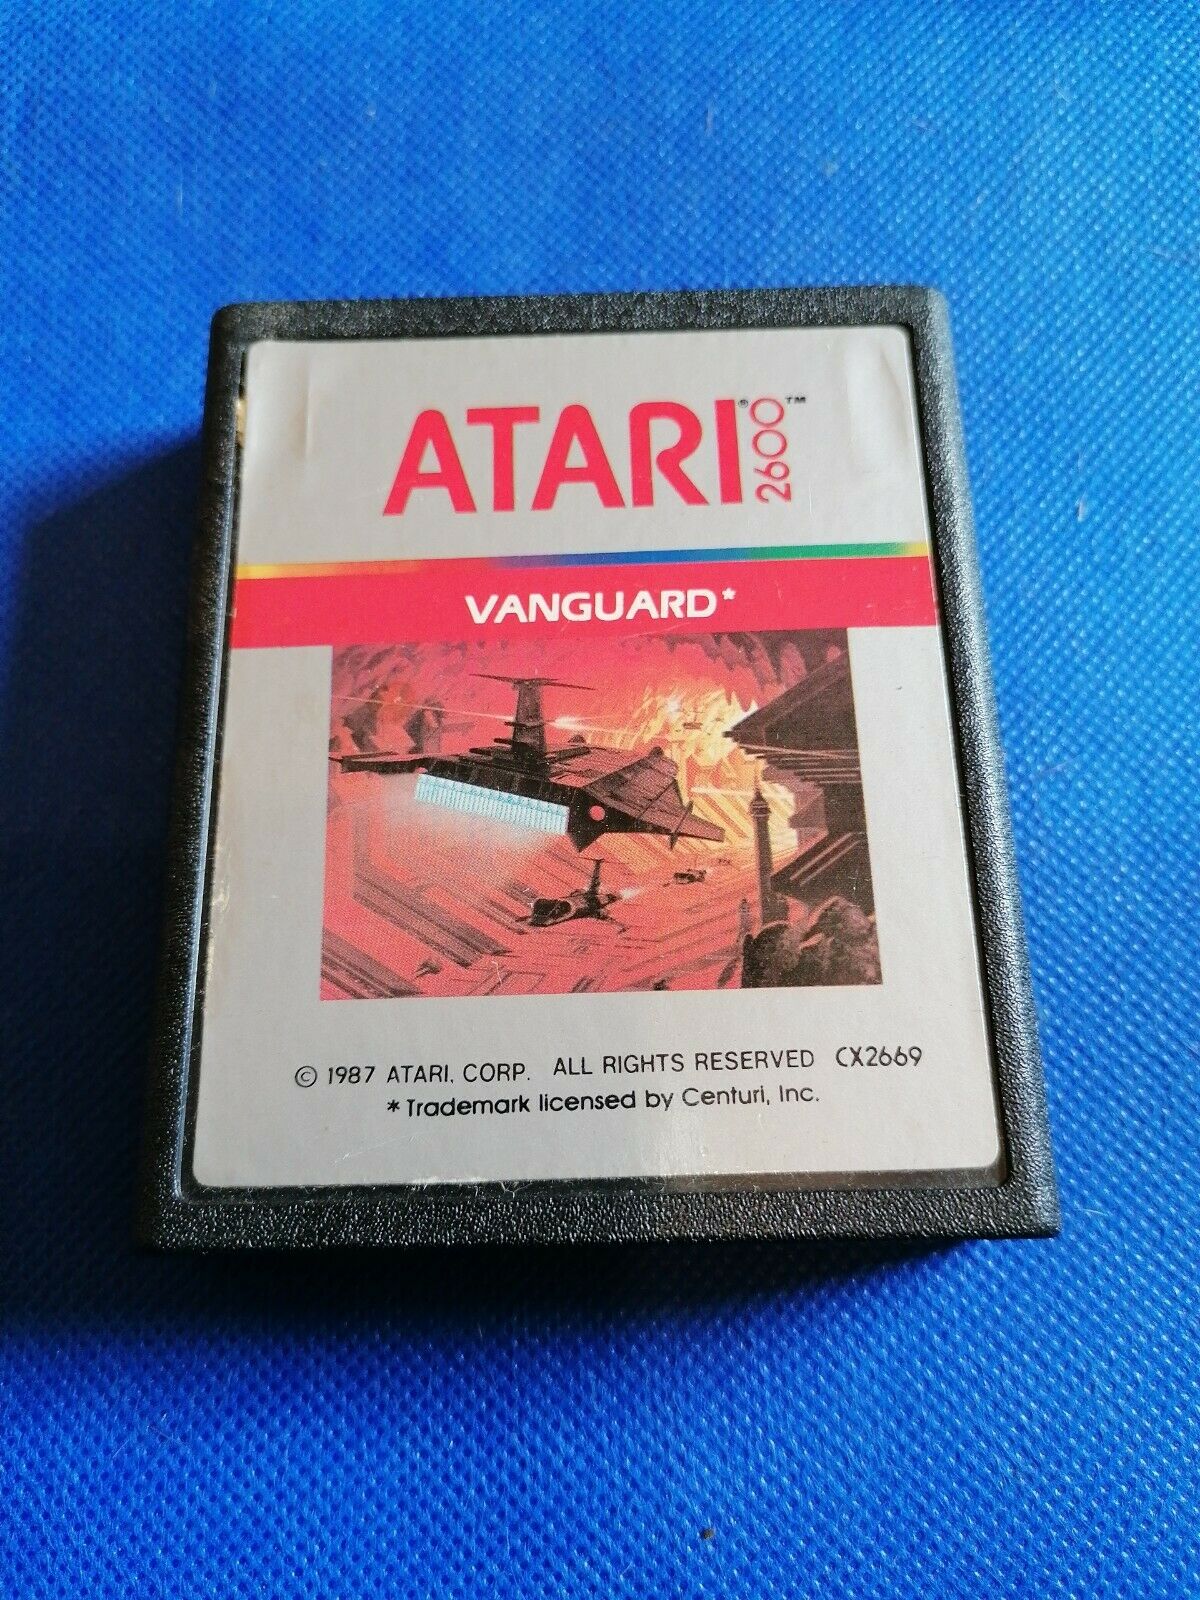 ATARI® 2600™
VANGUARD*
© 1987 ATARI, CORP. ALL RIGHTS RESERVED CX2669
* Trademark licensed by Centuri, Inc.